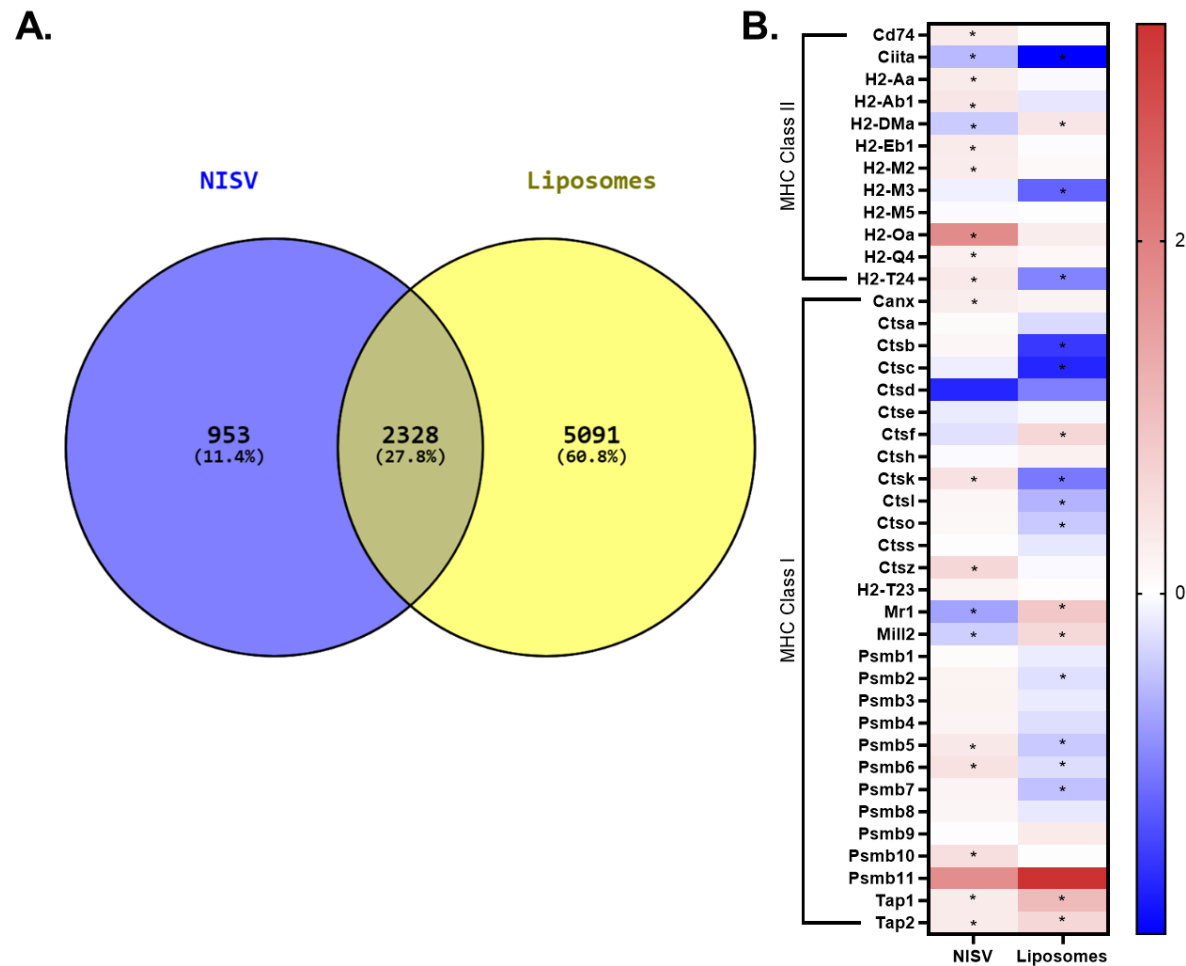 A.
NISV
Liposomes
953
(11.4%)
2328
(27.8%)
5091
(60.8%)
B.
MHC Class II
MHC Class I
Cd74 *
Ciita * *
H2-Aa *
H2-Ab1 *
H2-DMa * *
H2-Eb1 *
H2-M2 *
H2-M3 *
H2-M5
H2-Oa *
H2-Q4 *
H2-T24 * *
Canx *
Ctsa
Ctsb *
Ctsc *
Ctsd
Ctse
Ctsf *
Ctsh
Ctsk * *
Ctsl *
Ctso *
Ctss
Ctsz *
H2-T23
Mr1 * *
Mill2 * *
Psmb1
Psmb2 *
Psmb3
Psmb4
Psmb5 * *
Psmb6 * *
Psmb7 *
Psmb8
Psmb9
Psmb10 *
Psmb11
Tap1 * *
Tap2 * *
NISV Liposomes
2
0